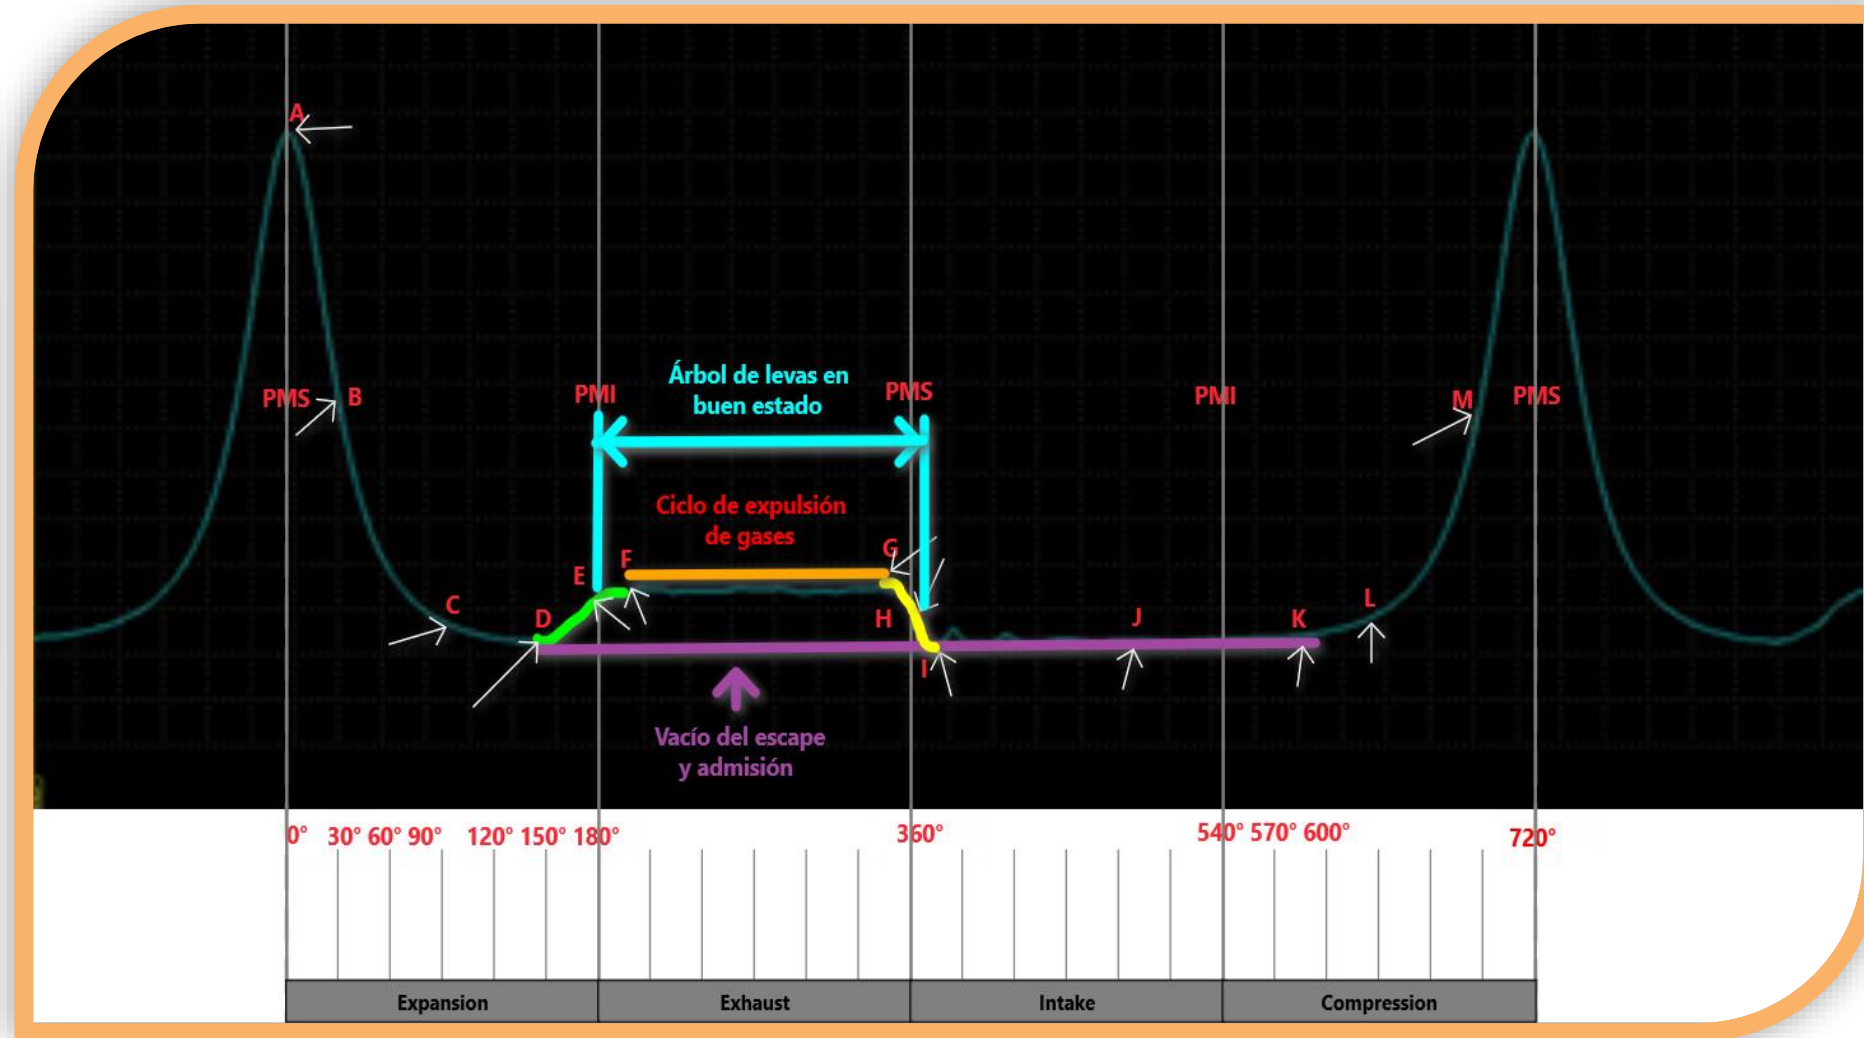 A
Árbol de levas en
buen estado
PMS B PMI PMS PMI M PMS
Ciclo de expulsión
de gases
G
F
E
C D H J K L
I
Vacío del escape
y admisión
0° 30° 60° 90° 120° 150° 180° 360° 540° 570° 600° 720°
Expansion Exhaust Intake Compression